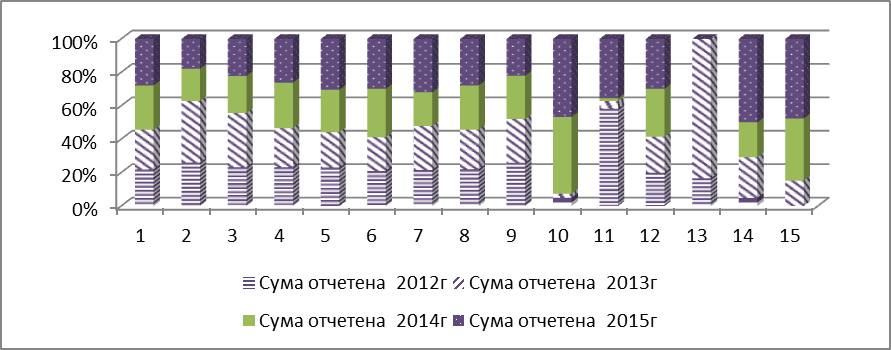 100%
80%
60%
40%
20%
0%
1 2 3 4 5 6 7 8 9 10 11 12 13 14 15
Сума отчетена 2012г Сума отчетена 2013г
Сума отчетена 2014г Сума отчетена 2015г